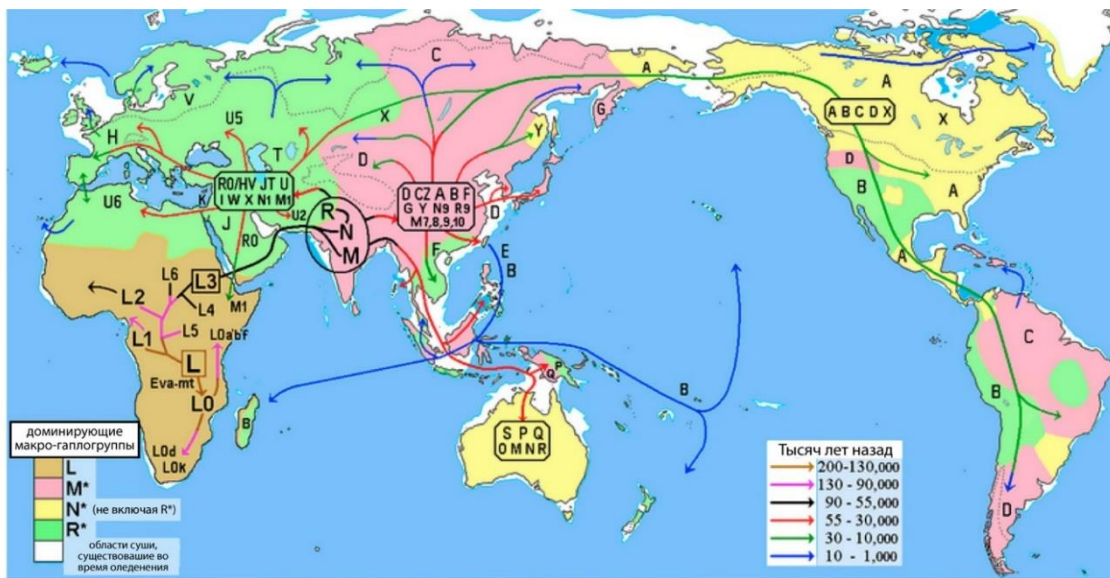 C
A
V
A
H
U5
X
G
Y
A B C D X
X
T
D
D
A
R0/HV JT U
I W X N1 M1
D CZ A B F
G Y N9 R9
M7,8,9,10
B
K
U6
J
U2
R
N
M
D
R0
F
E
B
A
L6
L3
L2
L4
M1
L5
L0a'b'f
L1
L
Eva-mt
L0
C
P
Q
B
B
B
S P Q
O M N R
L0d
L0k
D
доминирующие
макро-гаплогруппы
L
M*
N* (не включая R*)
R*
области суши,
существовашие во
время оледенения
Тысяч лет назад
200-130,000
130 - 90,000
90 - 55,000
55 - 30,000
30 - 10,000
10 - 1,000